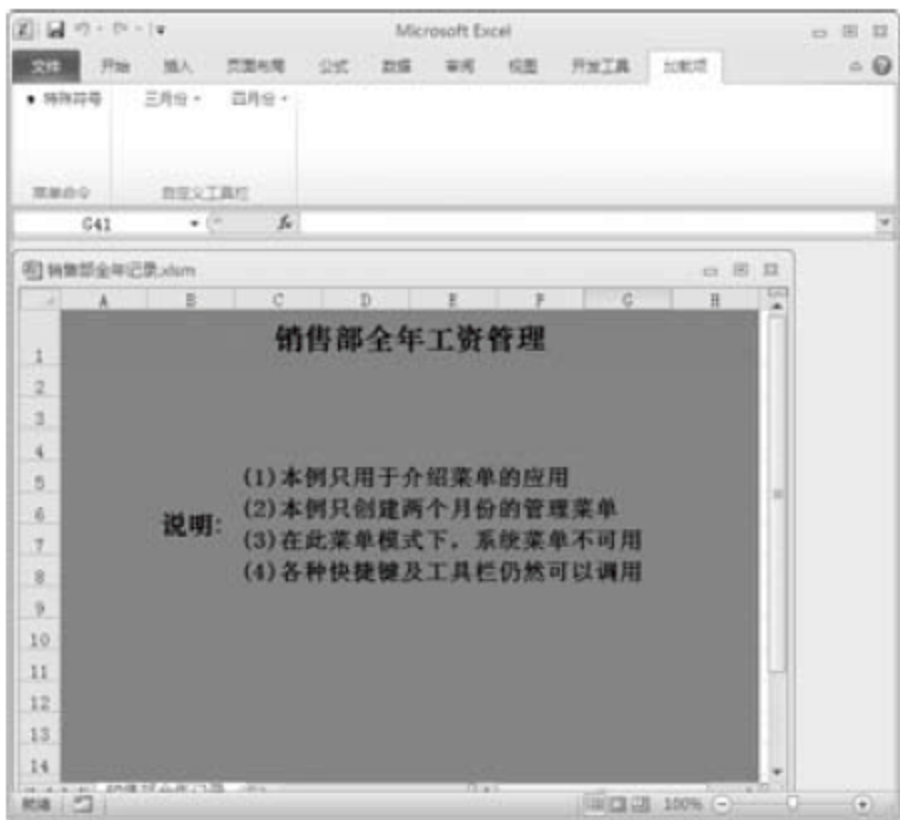 Microsoft Excel
文件 开始 插入 页面布局 公式 数据 审阅 视图 开发工具 加载项
特殊符号 三月份 四月份
菜单命令 自定义工具栏
G41 fx
销售部全年记录.xlsm
A B C D E F G H
销售部全年工资管理
1
2
3
4
(1)本例只用于介绍菜单的应用
5
(2)本例只创建两个月份的管理菜单
6
说明:
(3)在此菜单模式下，系统菜单不可用
7
(4)各种快捷键及工具栏仍然可以调用
8
9
10
11
12
13
14
就绪 100%